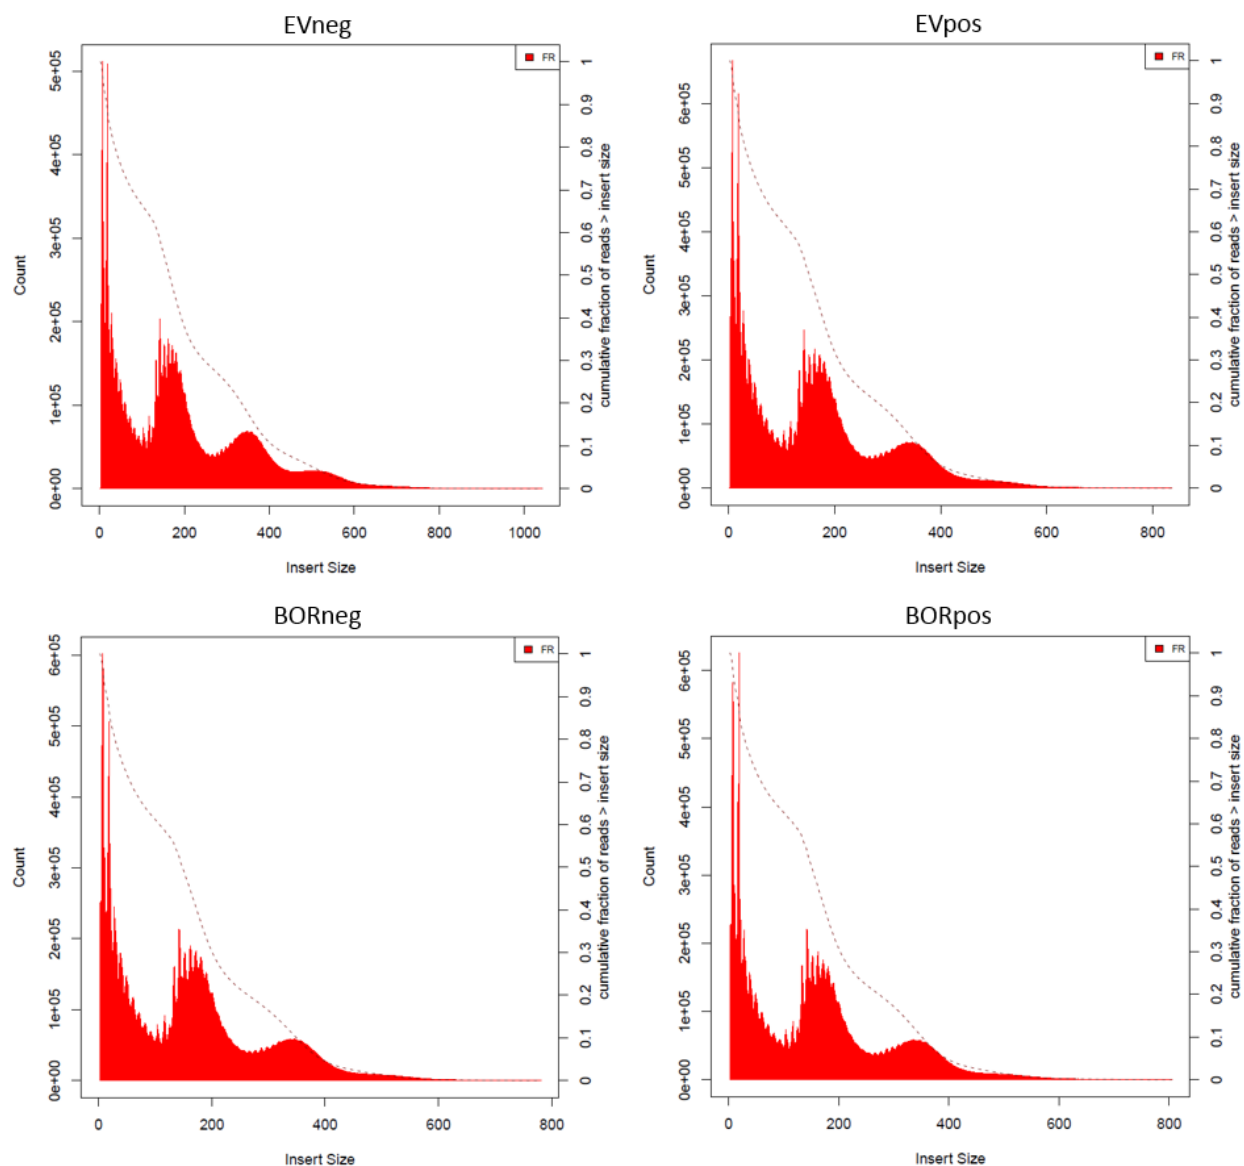 EVneg
FR
Count
5e+05
4e+05
3e+05
2e+05
1e+05
0e+00
1
0.9
0.8
0.7
0.6
0.5
0.4
0.3
0.2
0.1
0
cumulative fraction of reads > insert size
0 200 400 600 800 1000
Insert Size
EVpos
FR
Count
6e+05
5e+05
4e+05
3e+05
2e+05
1e+05
0e+00
1
0.9
0.8
0.7
0.6
0.5
0.4
0.3
0.2
0.1
0
cumulative fraction of reads > insert size
0 200 400 600 800
Insert Size
BORneg
FR
Count
6e+05
5e+05
4e+05
3e+05
2e+05
1e+05
0e+00
1
0.9
0.8
0.7
0.6
0.5
0.4
0.3
0.2
0.1
0
cumulative fraction of reads > insert size
0 200 400 600 800
Insert Size
BORpos
FR
Count
6e+05
5e+05
4e+05
3e+05
2e+05
1e+05
0e+00
1
0.9
0.8
0.7
0.6
0.5
0.4
0.3
0.2
0.1
0
cumulative fraction of reads > insert size
0 200 400 600 800
Insert Size